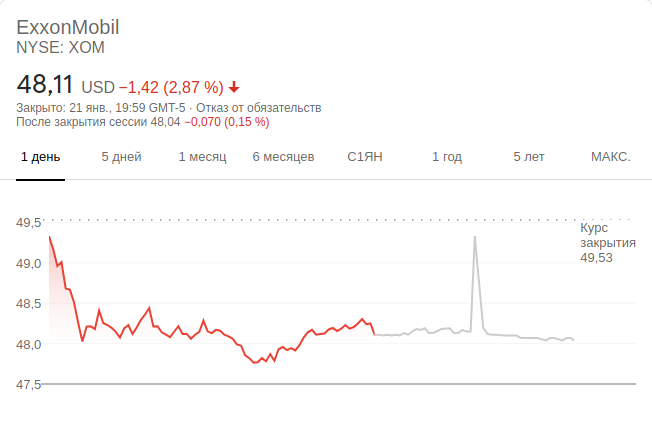 ExxonMobil
NYSE: XOM
48,11 USD −1,42 (2,87 %)
Закрыто: 21 янв., 19:59 GMT-5 · Отказ от обязательств
После закрытия сессии 48,04 −0,070 (0,15 %)
1 день 5 дней 1 месяц 6 месяцев С1ЯН 1 год 5 лет МАКС.
49,5
Курс
закрытия
49,53
49,0
48,5
48,0
47,5